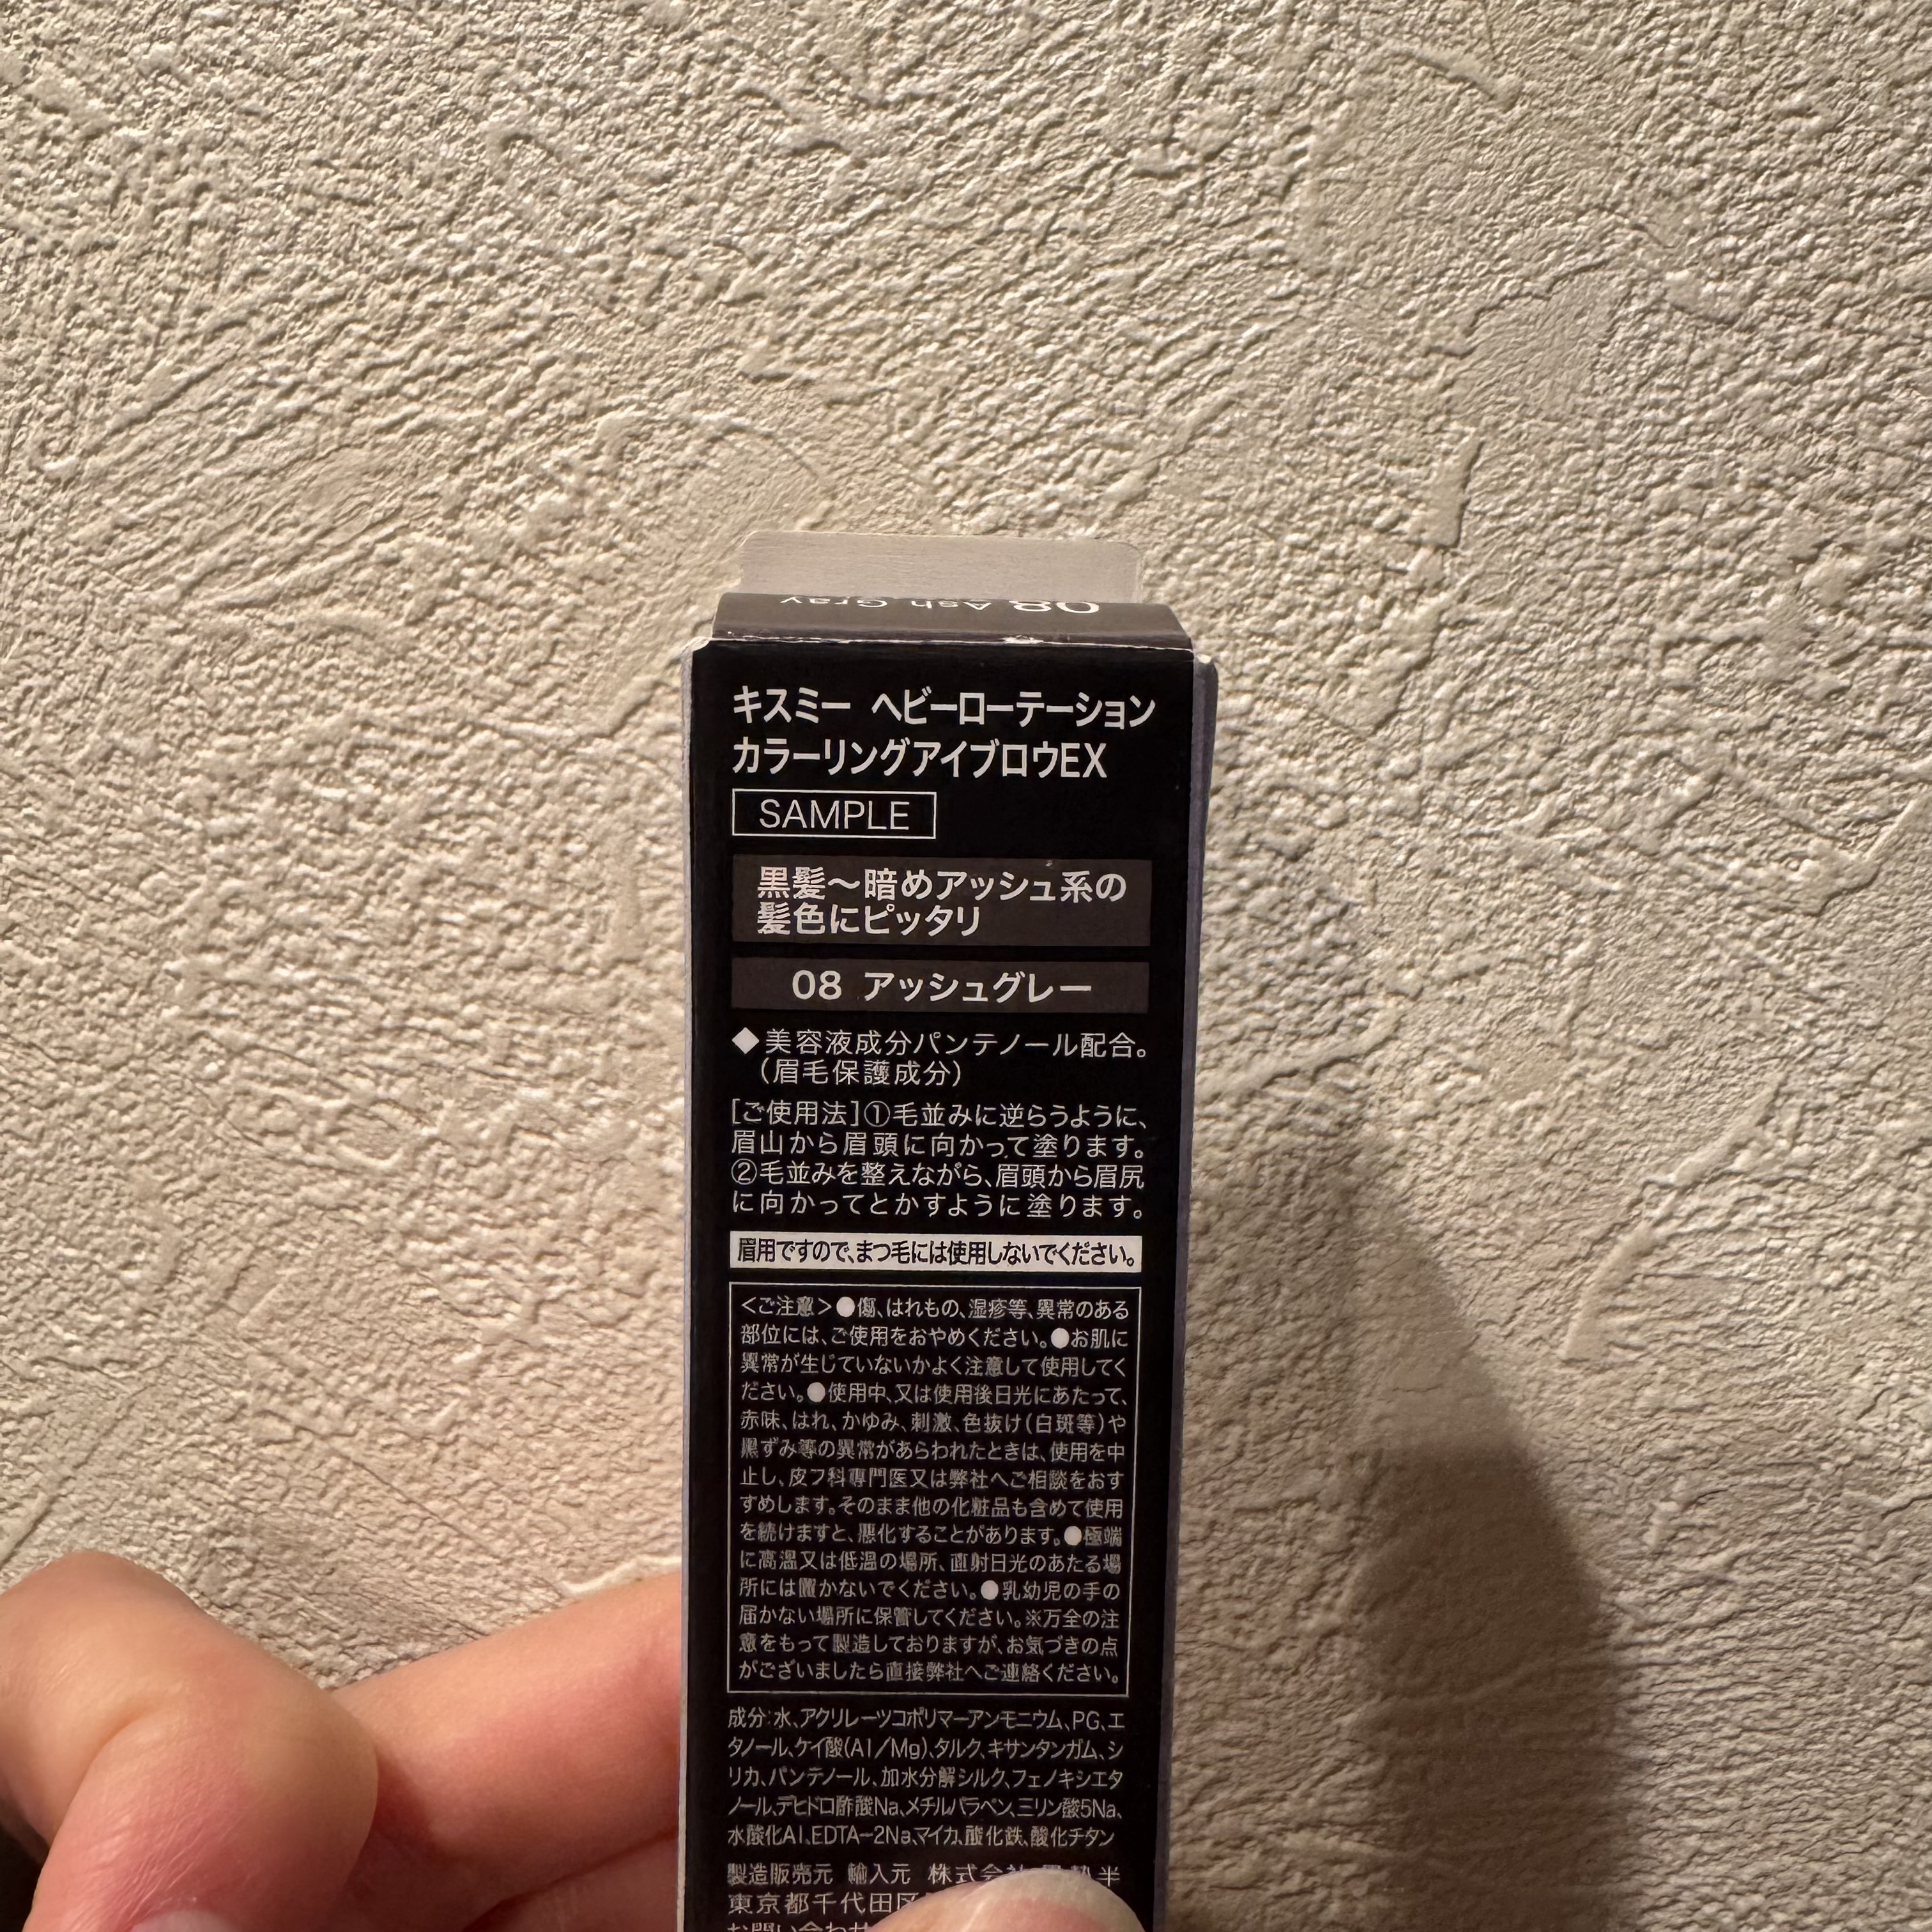 08 Ash Gray
キスミー ヘビーローテーション
カラーリングアイブロウEX
SAMPLE
黒髪～暗めアッシュ系の
髪色にピッタリ
08 アッシュグレー
◆美容液成分パンテノール配合。
(眉毛保護成分)
[ご使用法]①毛並みに逆らうように、
眉山から眉頭に向かって塗ります。
②毛並みを整えながら、眉頭から眉尻
に向かってとかすように塗ります。
眉用ですので、まつ毛には使用しないでください。
<ご注意>●傷、はれもの、湿疹等、異常のある
部位には、ご使用をおやめください。●お肌に
異常が生じていないかよく注意して使用してく
ださい。●使用中、又は使用後日光にあたって、
赤味、はれ、かゆみ、刺激、色抜け(白斑等)や
黒ずみ等の異常があらわれたときは、使用を中
止し、皮フ科専門医又は弊社へご相談をおす
すめします。そのまま他の化粧品も含めて使用
を続けますと、悪化することがあります。●極端
に高温又は低温の場所、直射日光のあたる場
所には置かないでください。●乳幼児の手の
届かない場所に保管してください。※万全の注
意をもって製造しておりますが、お気づきの点
がございましたら直接弊社へご連絡ください。
成分:水、アクリレーツコポリマーアンモニウム、PG、エ
タノール、ケイ酸(Al/Mg)、タルク、キサンタンガム、シ
リカ、パンテノール、加水分解シルク、フェノキシエタ
ノール、デヒドロ酢酸Na、メチルパラベン、ミリン酸5Na、
水酸化Al、EDTA-2Na、マイカ、酸化鉄、酸化チタン
製造販売元 輸入元 株式会 半
東京都千代田区
お問い合わせ